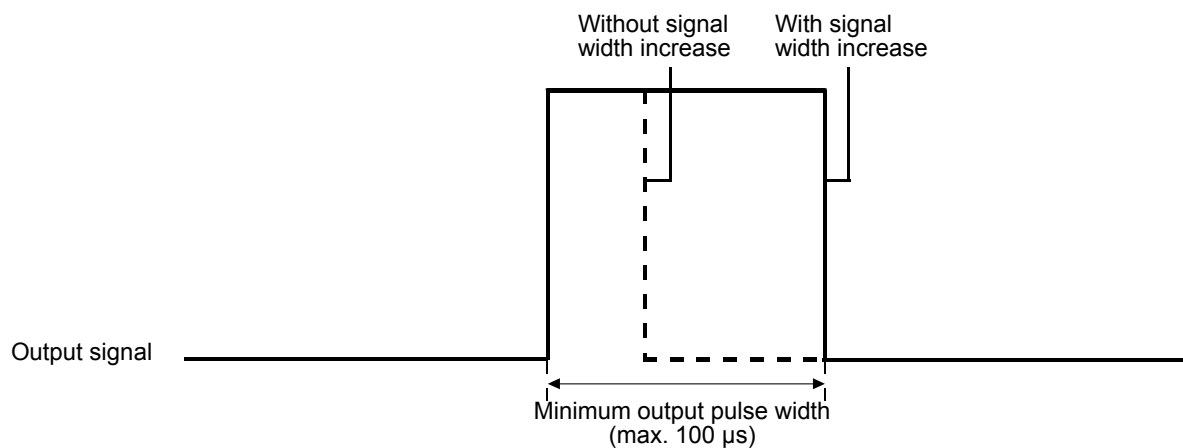 Without signal
width increase
With signal
width increase
Output signal
Minimum output pulse width
(max. 100 µs)